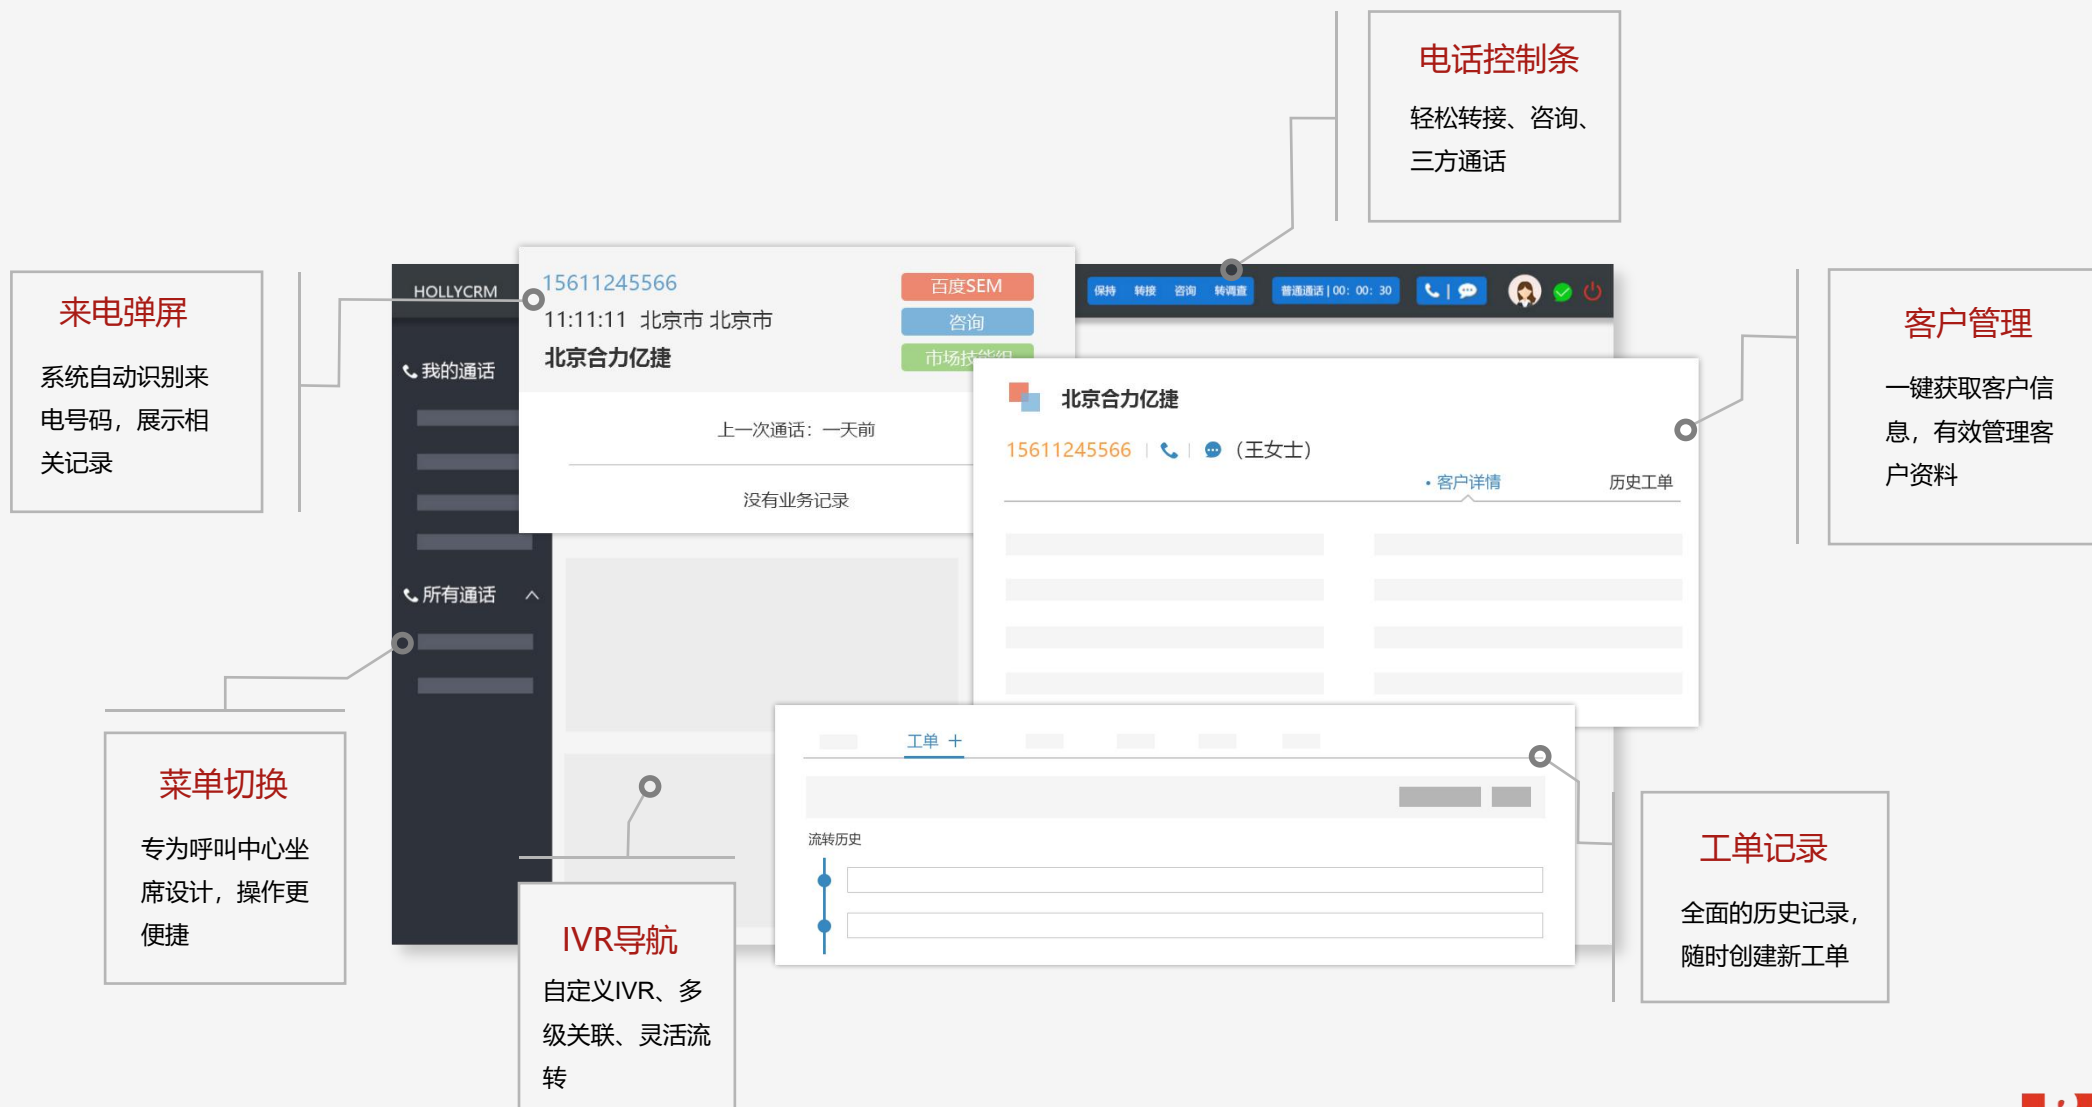 电话控制条
轻松转接、咨询、
三方通话
来电弹屏
系统自动识别来
电号码，展示相
关记录
HOLLYCRM
15611245566
11:11:11 北京市 北京市
北京合力亿捷
百度SEM
咨询
市场技能组
保持 转接 咨询 转调查
普通通话 | 00：00：30
我的通话
上一次通话：一天前
没有业务记录
所有通话
北京合力亿捷
15611245566 （王女士）
• 客户详情 历史工单
客户管理
一键获取客户信
息，有效管理客
户资料
菜单切换
专为呼叫中心坐
席设计，操作更
便捷
IVR导航
自定义IVR、多
级关联、灵活流
转
工单 +
流转历史
工单记录
全面的历史记录，
随时创建新工单